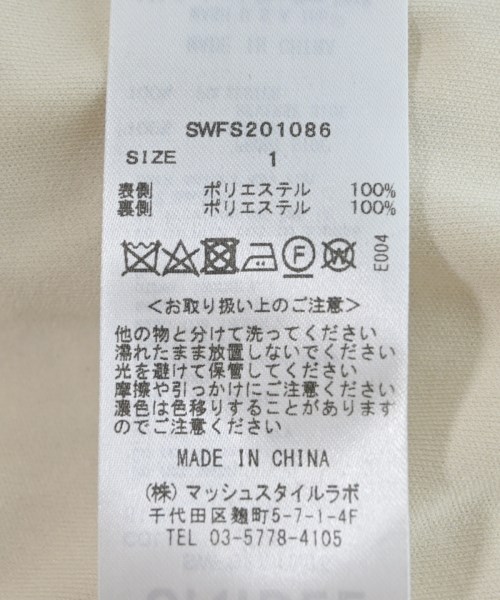 MADE IN CHINA
SWFS201086
SIZE 1
表側 ポリエステル 100%
裏側 ポリエステル 100%
F
W
E004
<お取り扱い上のご注意>
他の物と分けて洗ってください
濡れたまま放置しないでください
光を避けて保管してください
摩擦や引っかけにご注意ください
濃色は色移りすることがあります
のでご注意ください。
MADE IN CHINA
(株) マッシュスタイルラボ
千代田区麹町5-7-1-4F
TEL 03-5778-4105